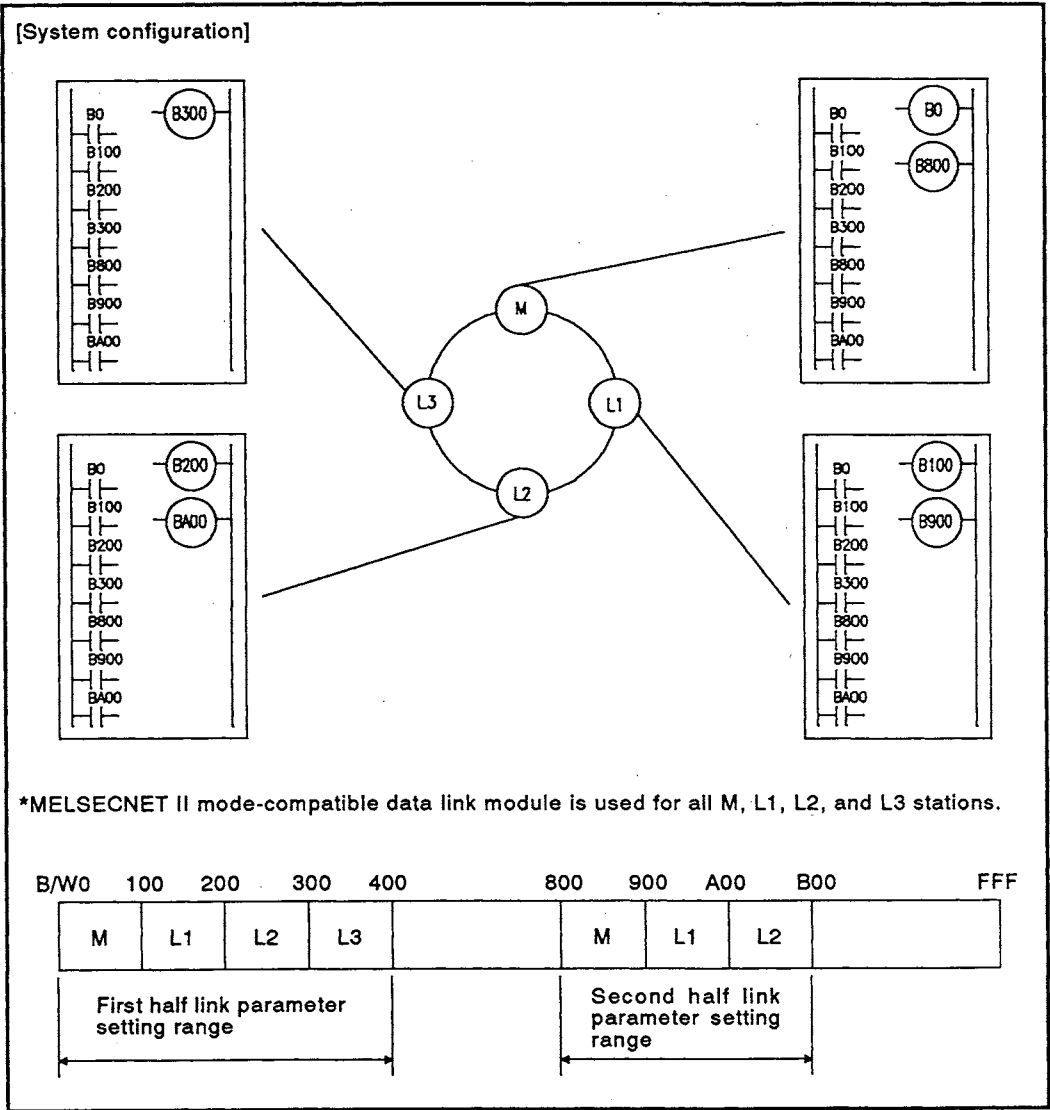 [System configuration]
B0
B300
B100
B200
B300
B800
B900
BA00
B0
B0
B100
B800
B200
B300
B800
B900
BA00
M
L3
L1
L2
B0
B200
B100
BA00
B200
B300
B800
B900
BA00
B0
B100
B100
B900
B200
B300
B800
B900
BA00
*MELSECNET II mode-compatible data link module is used for all M, L1, L2, and L3 stations.
B/W0 100 200 300 400 800 900 A00 B00 FFF
M L1 L2 L3 M L1 L2
First half link parameter
setting range
Second half link
parameter setting
range